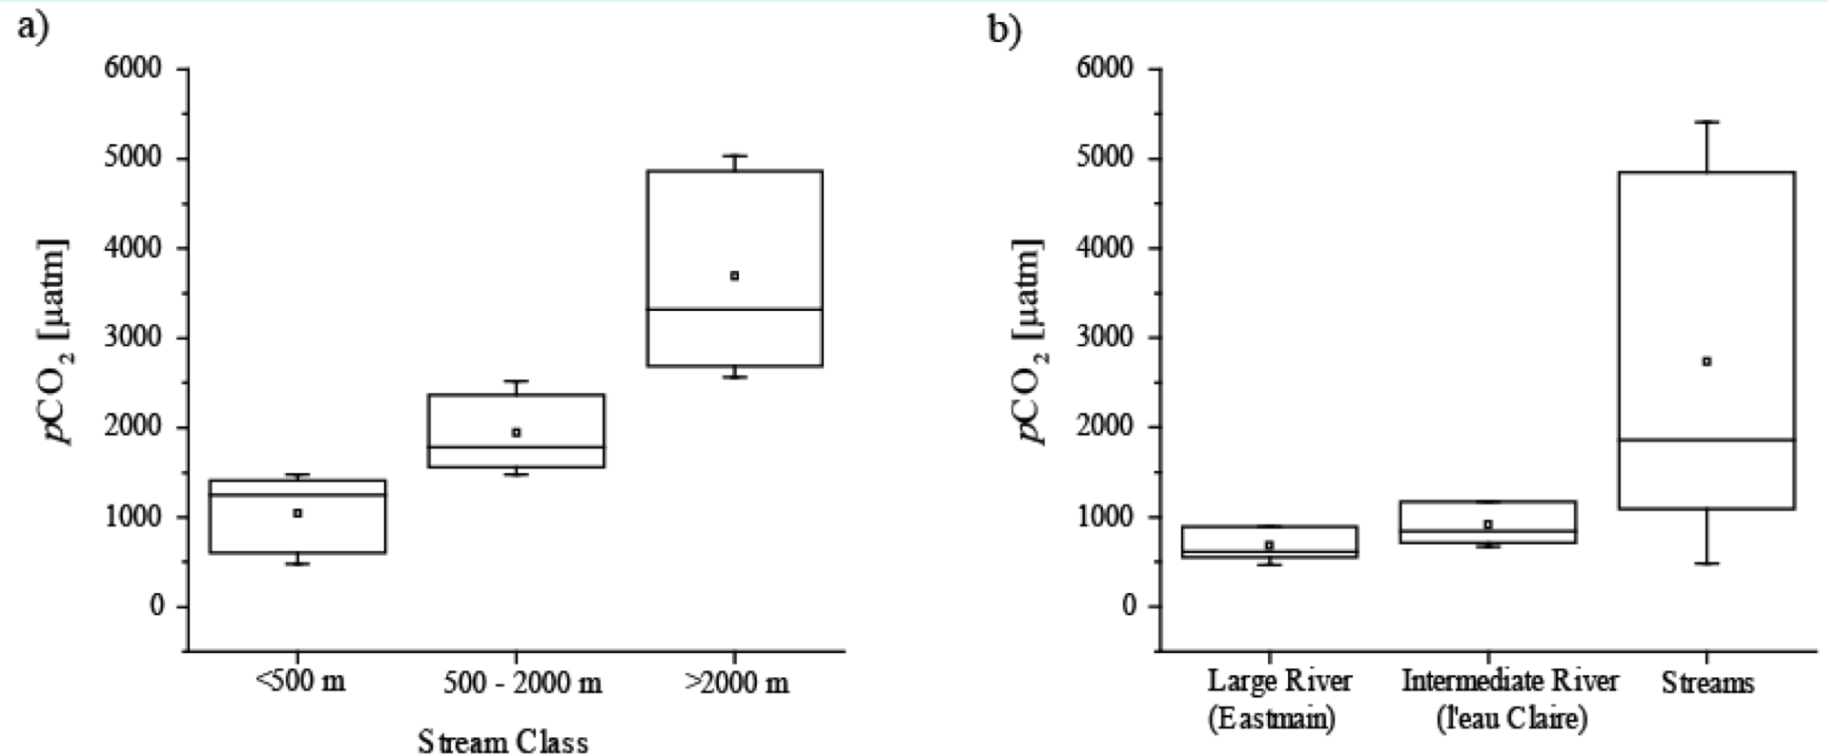 a)
6000
5000
4000
3000
2000
1000
0
pCO2 [µatm]
<500 m
500 - 2000 m
>2000 m
Stream Class
b)
6000
5000
4000
3000
2000
1000
0
pCO2 [µatm]
Large River
(Eastmain)
Intermediate River
(l'eau Claire)
Streams